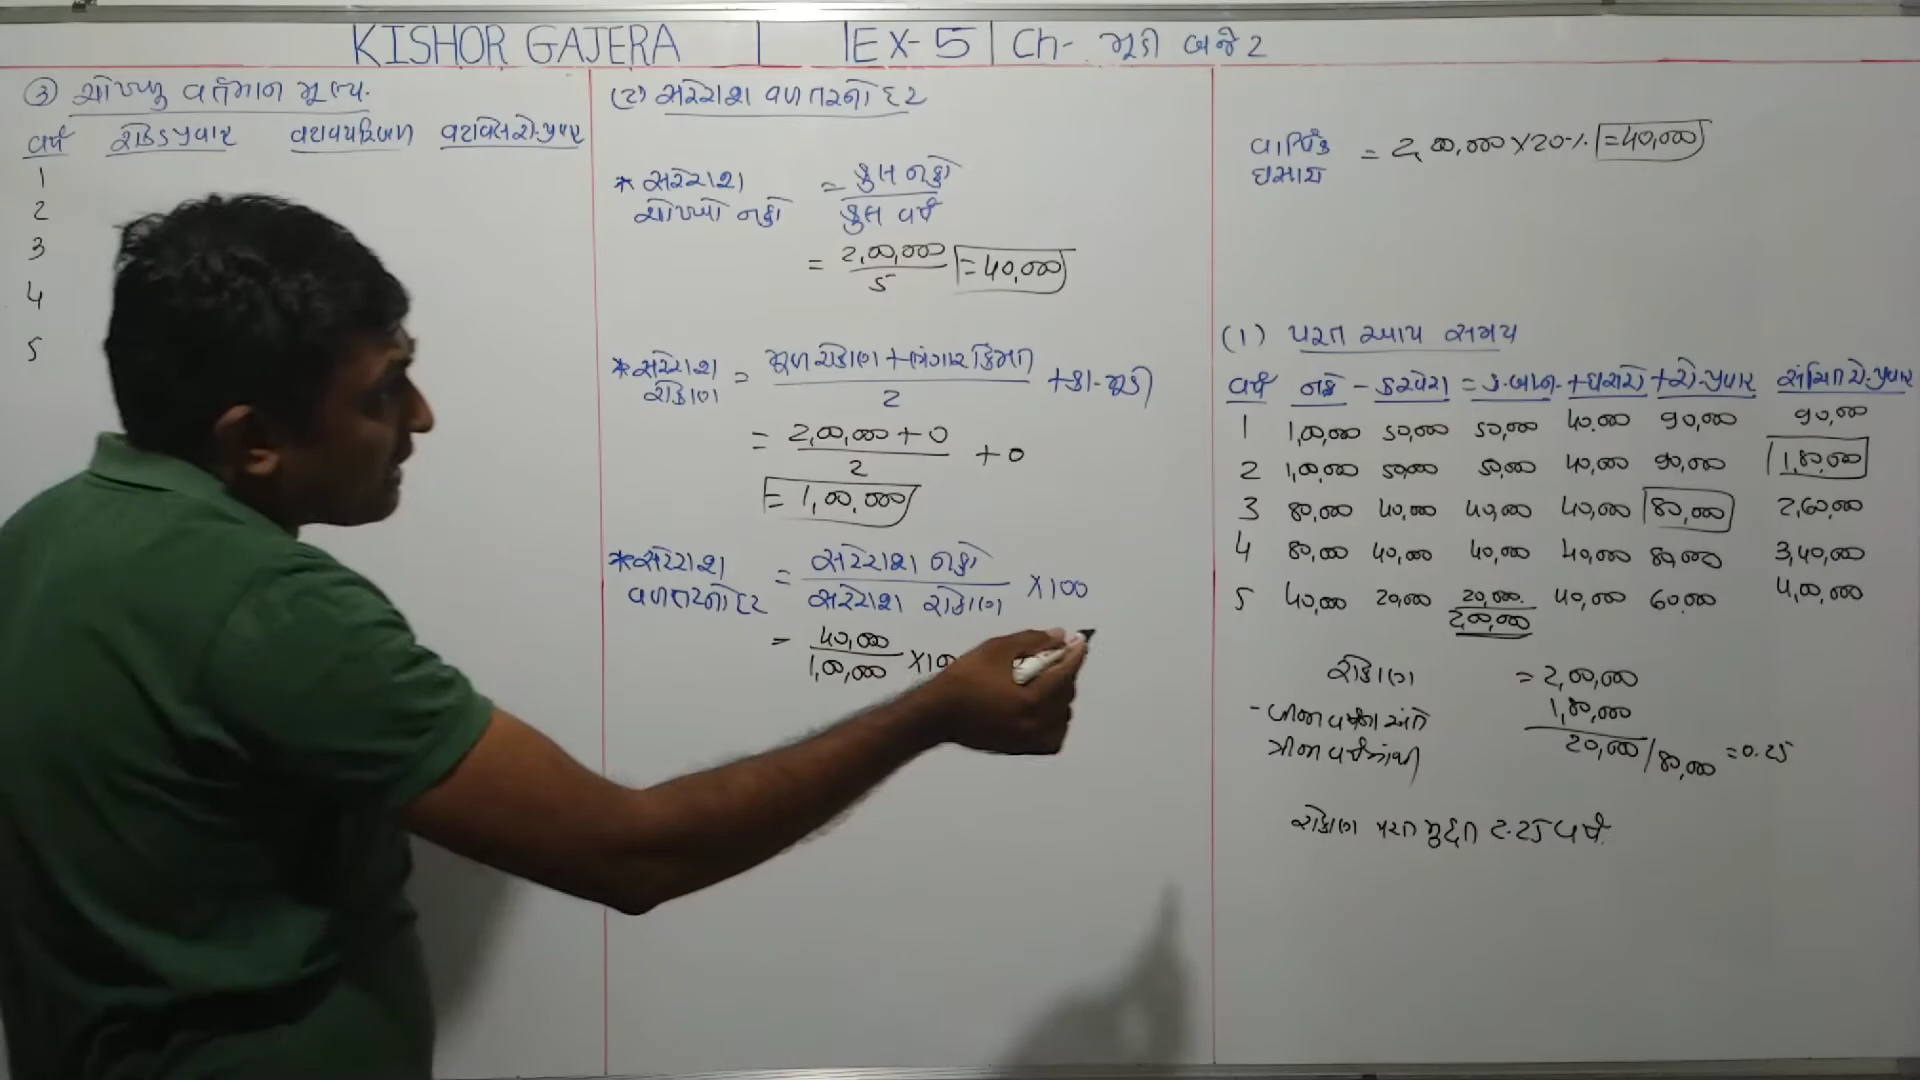 KISHOR GAJERA | EX-5 | Ch- મૂડી બજેટ
③ ચોખ્ખુ વર્તમાન મૂલ્ય.
વર્ષ રોકડપ્રવાહ વટાવપરિબળ વટાવેલ રો.પ્રવાહ
1
2
3
4
5
(2) સરેરાશ વળતરનો દર
* સરેરાશ ચોખ્ખો નફો = કુલ નફો / કુલ વર્ષ
= 2,00,000 / 5 = 40,000
* સરેરાશ રોકાણ = મૂળ રોકાણ + ભંગાર કિંમત / 2 + કા. મૂડી
= 2,00,000 + 0 / 2 + 0
= 1,00,000
* સરેરાશ વળતરનો દર = સરેરાશ નફો / સરેરાશ રોકાણ × 100
= 40,000 / 1,00,000 ×10
વાર્ષિક ઘસારો = 2,00,000 × 20% = 40,000
(1) પરત આપ સમય
વર્ષ નફો - કરવેરા = ક.બાદન. + ઘસારો + રો.પ્રવાહ સંચિત રો.પ્રવાહ
1 1,00,000 50,000 50,000 40,000 90,000 90,000
2 1,00,000 50,000 50,000 40,000 90,000 1,80,000
3 80,000 40,000 40,000 40,000 80,000 2,60,000
4 80,000 40,000 40,000 40,000 80,000 3,40,000
5 40,000 20,000 20,000 40,000 60,000 4,00,000
2,00,000
રોકાણ = 2,00,000
- બીજા વર્ષના અંતે 1,80,000
ત્રીજા વર્ષમાંથી 20,000 / 80,000 = 0.25
રોકાણ પરત મુદ્દત 2.25 વર્ષ.